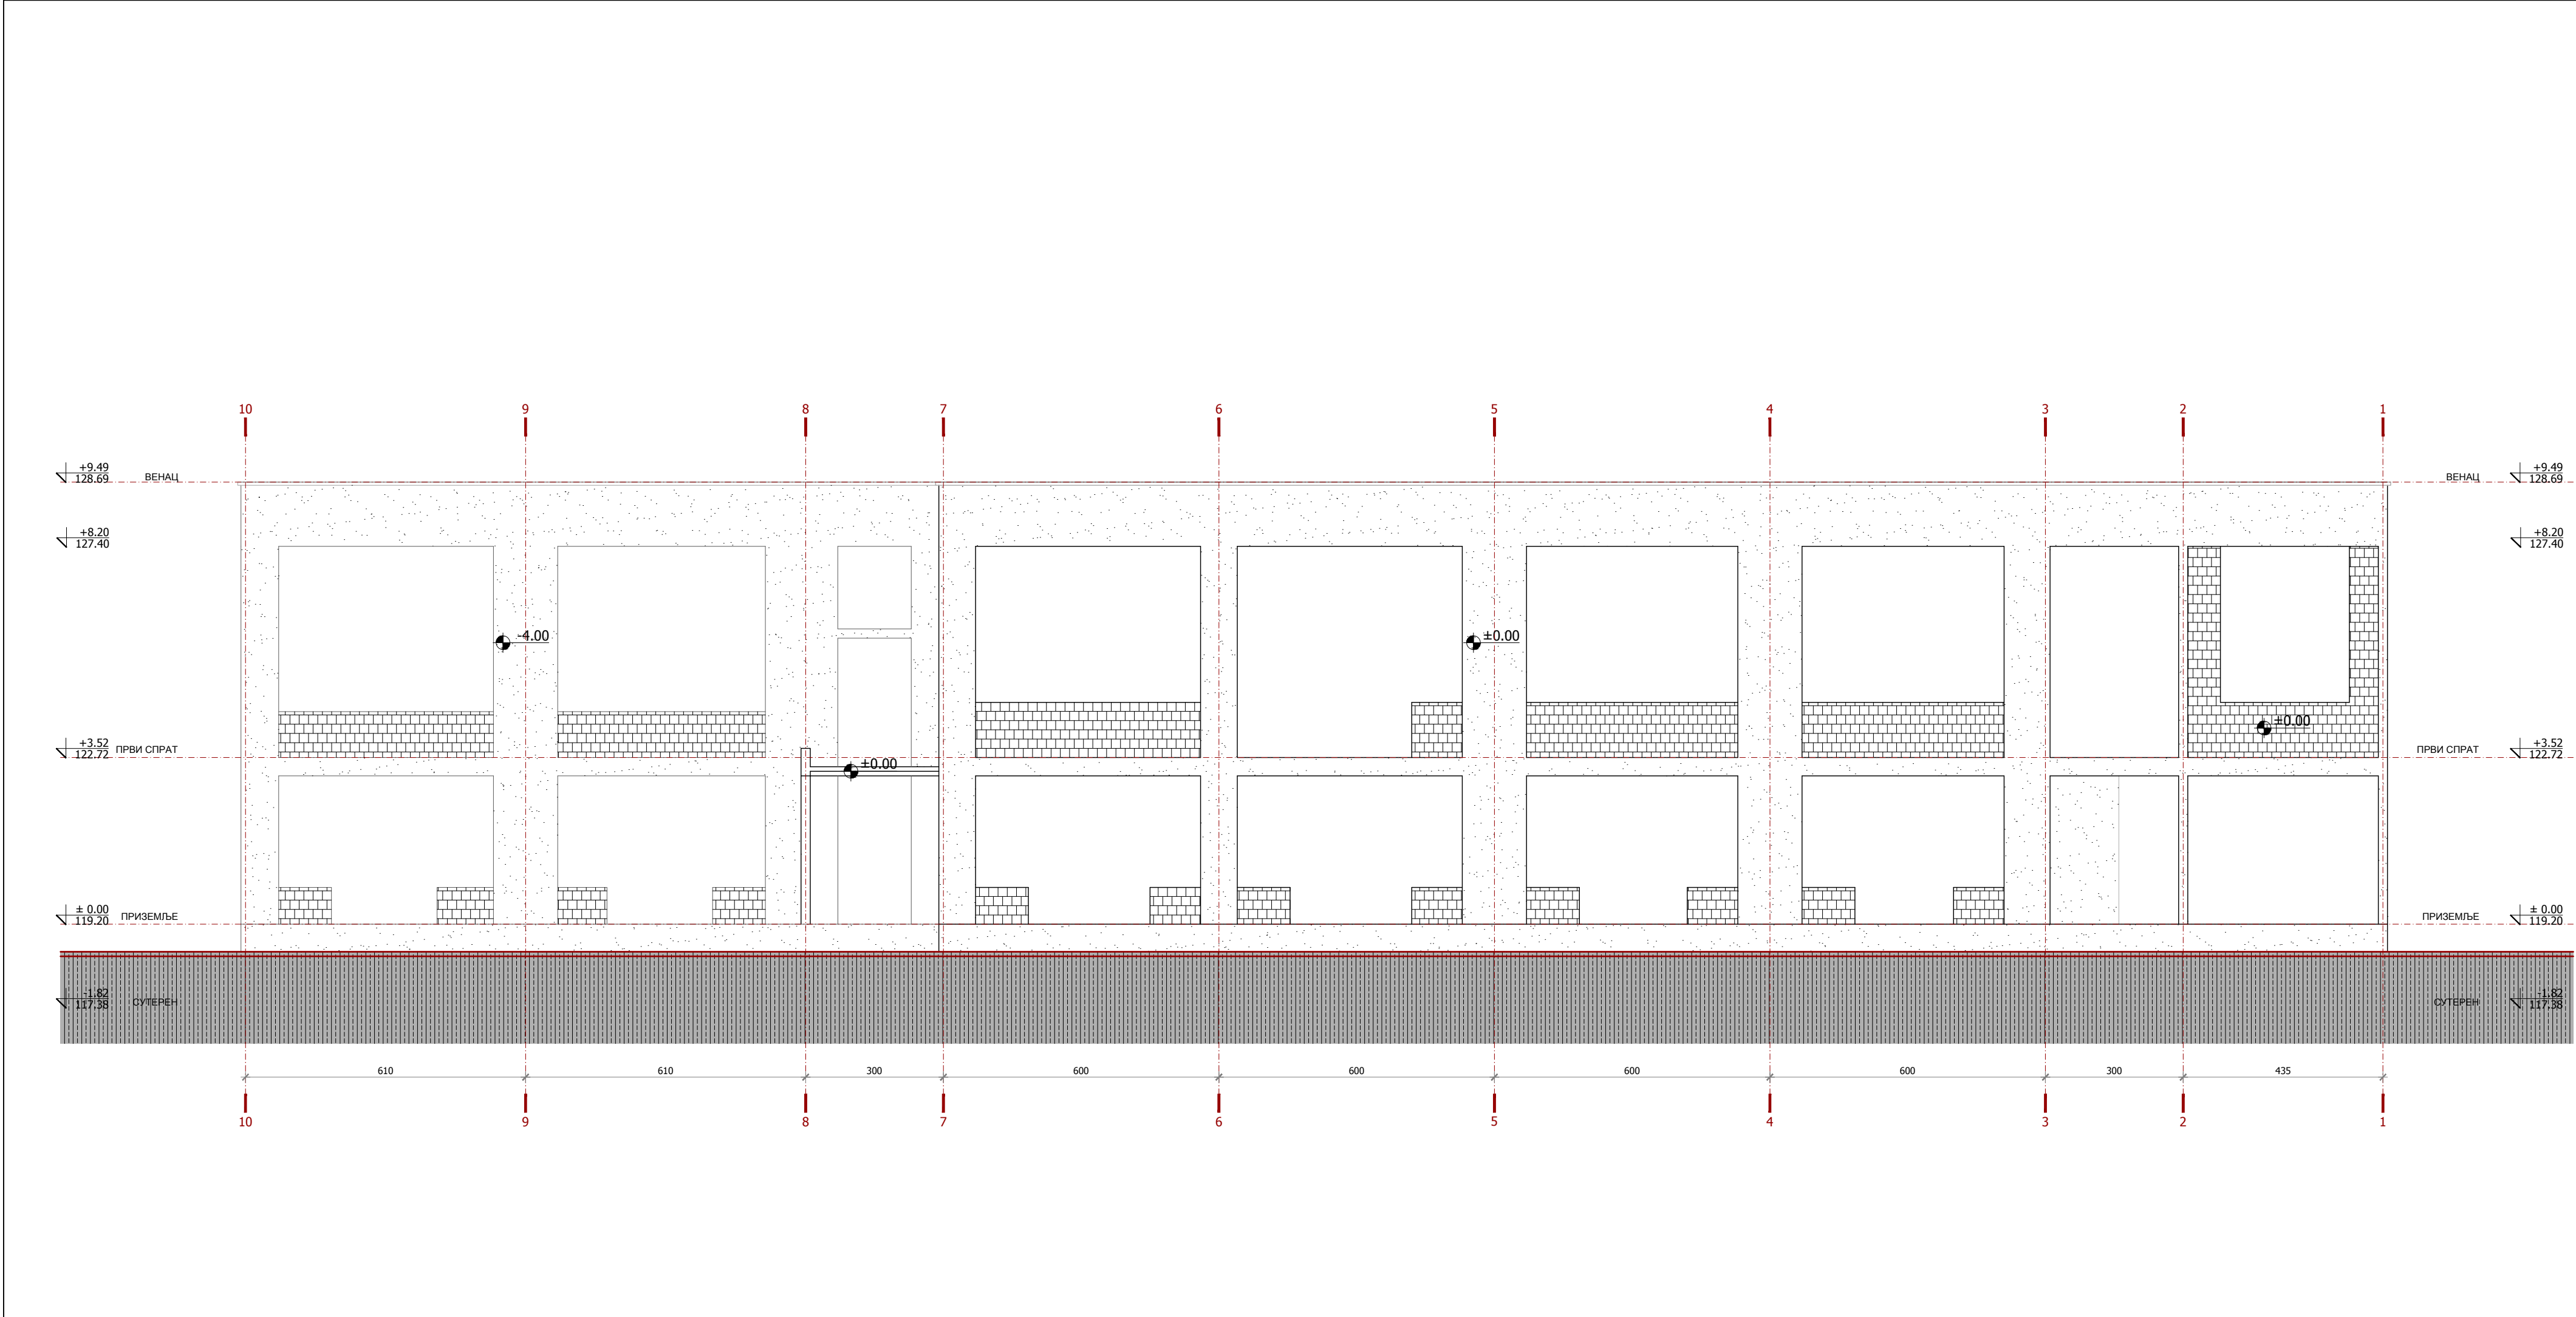 10 9 8 7 6 5 4 3 2 1
+9.49 +9.49
128.69 ВЕНАЦ ВЕНАЦ 128.69
+8.20 +8.20
127.40 127.40
-4.00 ±0.00
±0.00
+3.52 ПРВИ СПРАТ ПРВИ СПРАТ +3.52
122.72 122.72
±0.00
± 0.00 ПРИЗЕМЉЕ ПРИЗЕМЉЕ ± 0.00
119.20 119.20
-1.82 -1.82
117.38 СУТЕРЕН СУТЕРЕН 117.38
610 610 300 600 600 600 600 300 435
10 9 8 7 6 5 4 3 2 1